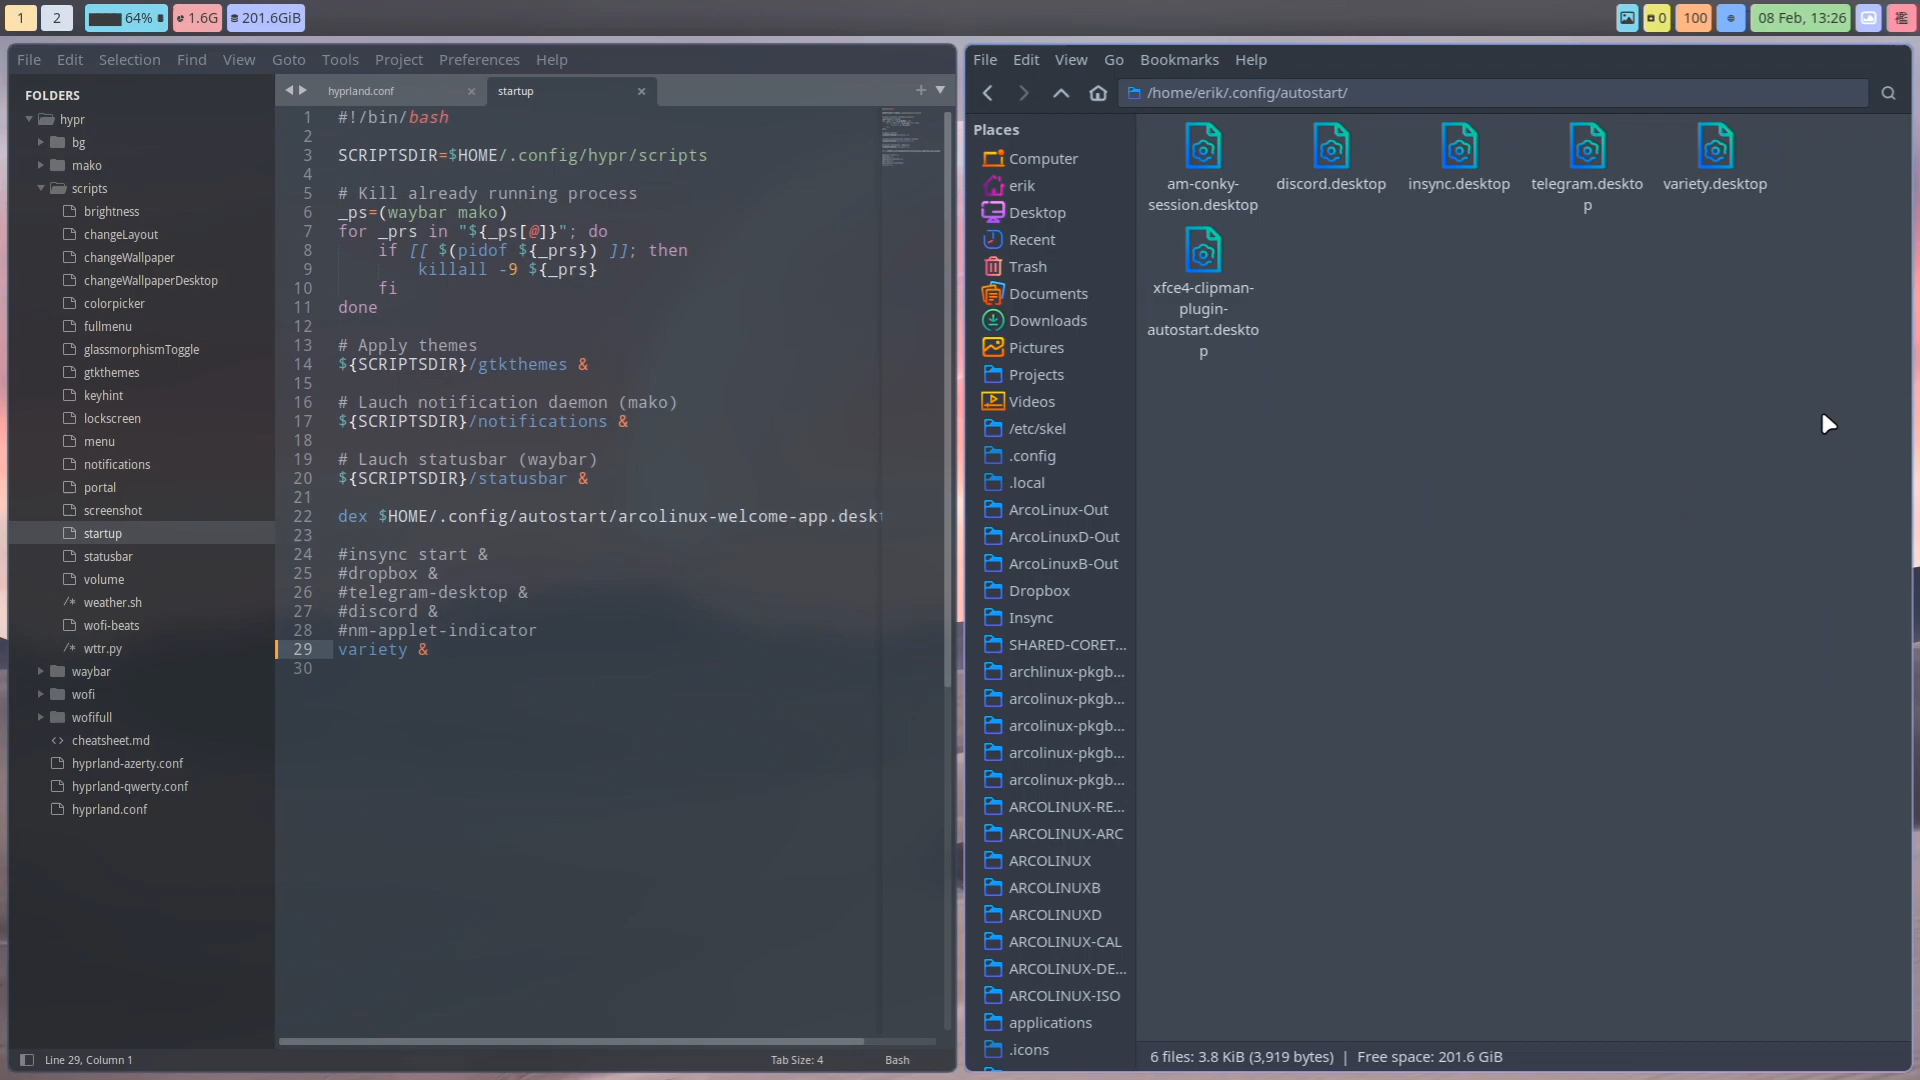 1
2
64%
1.6G
201.6GiB
0
100
08 Feb, 13:26
File Edit Selection Find View Goto Tools Project Preferences Help
FOLDERS
hypr
bg
mako
scripts
brightness
changeLayout
changeWallpaper
changeWallpaperDesktop
colorpicker
fullmenu
glassmorphismToggle
gtkthemes
keyhint
lockscreen
menu
notifications
portal
screenshot
startup
statusbar
volume
/* weather.sh
wofi-beats
/* wttr.py
waybar
wofi
wofifull
<> cheatsheet.md
hyprland-azerty.conf
hyprland-qwerty.conf
hyprland.conf
hyprland.conf ×
startup ×
+
1 #!/bin/bash
2
3 SCRIPTSDIR=$HOME/.config/hypr/scripts
4
5 # Kill already running process
6 _ps=(waybar mako)
7 for _prs in "${_ps[@]}"; do
8 if [[ $(pidof ${_prs}) ]]; then
9 killall -9 ${_prs}
10 fi
11 done
12
13 # Apply themes
14 ${SCRIPTSDIR}/gtkthemes &
15
16 # Lauch notification daemon (mako)
17 ${SCRIPTSDIR}/notifications &
18
19 # Lauch statusbar (waybar)
20 ${SCRIPTSDIR}/statusbar &
21
22 dex $HOME/.config/autostart/arcolinux-welcome-app.deskt
23
24 #insync start &
25 #dropbox &
26 #telegram-desktop &
27 #discord &
28 #nm-applet-indicator
29 variety &
30
Line 29, Column 1
Tab Size: 4
Bash
File Edit View Go Bookmarks Help
/home/erik/.config/autostart/
Places
Computer
erik
Desktop
Recent
Trash
Documents
Downloads
Pictures
Projects
Videos
/etc/skel
.config
.local
ArcoLinux-Out
ArcoLinuxD-Out
ArcoLinuxB-Out
Dropbox
Insync
SHARED-CORET...
archlinux-pkgb...
arcolinux-pkgb...
arcolinux-pkgb...
arcolinux-pkgb...
arcolinux-pkgb...
ARCOLINUX-RE...
ARCOLINUX-ARC
ARCOLINUX
ARCOLINUXB
ARCOLINUXD
ARCOLINUX-CAL
ARCOLINUX-DE...
ARCOLINUX-ISO
applications
.icons
am-conky-
session.desktop
discord.desktop
insync.desktop
telegram.deskto
p
variety.desktop
xfce4-clipman-
plugin-
autostart.deskto
p
6 files: 3.8 KiB (3,919 bytes) | Free space: 201.6 GiB